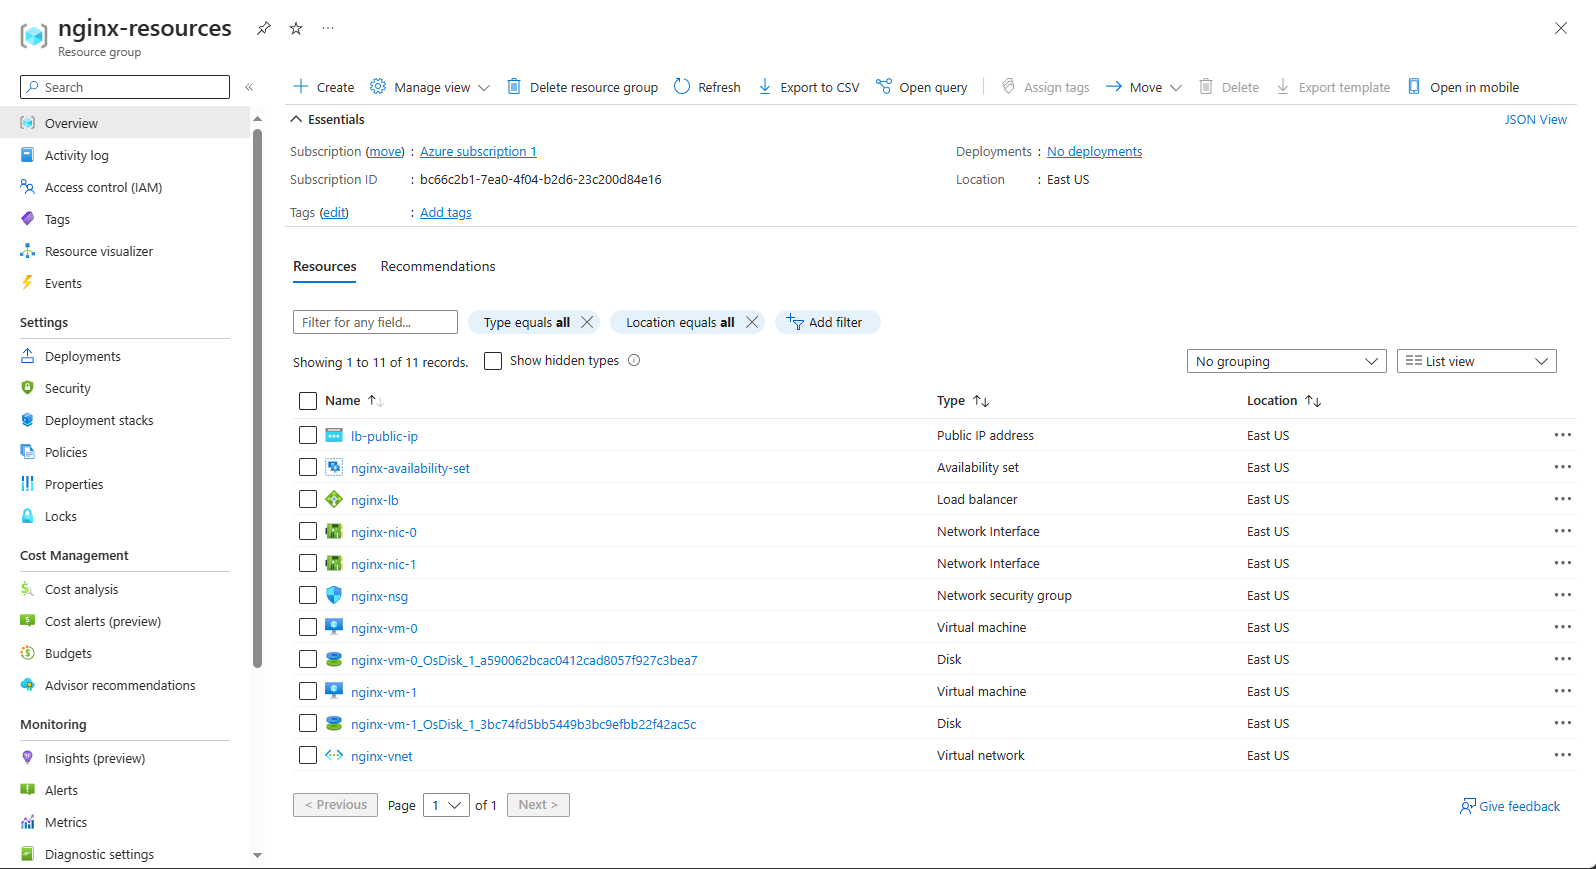 nginx-resources
Resource group
Search
Overview
Activity log
Access control (IAM)
Tags
Resource visualizer
Events
Settings
Deployments
Security
Deployment stacks
Policies
Properties
Locks
Cost Management
Cost analysis
Cost alerts (preview)
Budgets
Advisor recommendations
Monitoring
Insights (preview)
Alerts
Metrics
Diagnostic settings
Create Manage view Delete resource group Refresh Export to CSV Open query Assign tags Move Delete Export template Open in mobile
Essentials JSON View
Subscription (move) : Azure subscription 1 Deployments : No deployments
Subscription ID : bc66c2b1-7ea0-4f04-b2d6-23c200d84e16 Location : East US
Tags (edit) : Add tags
Resources Recommendations
Filter for any field... Type equals all Location equals all Add filter
Showing 1 to 11 of 11 records. Show hidden types No grouping List view
Name Type Location
lb-public-ip Public IP address East US
nginx-availability-set Availability set East US
nginx-lb Load balancer East US
nginx-nic-0 Network Interface East US
nginx-nic-1 Network Interface East US
nginx-nsg Network security group East US
nginx-vm-0 Virtual machine East US
nginx-vm-0_OsDisk_1_a590062bcac0412cad8057f927c3bea7 Disk East US
nginx-vm-1 Virtual machine East US
nginx-vm-1_OsDisk_1_3bc74fd5bb5449b3bc9efbb22f42ac5c Disk East US
nginx-vnet Virtual network East US
< Previous Page 1 of 1 Next > Give feedback